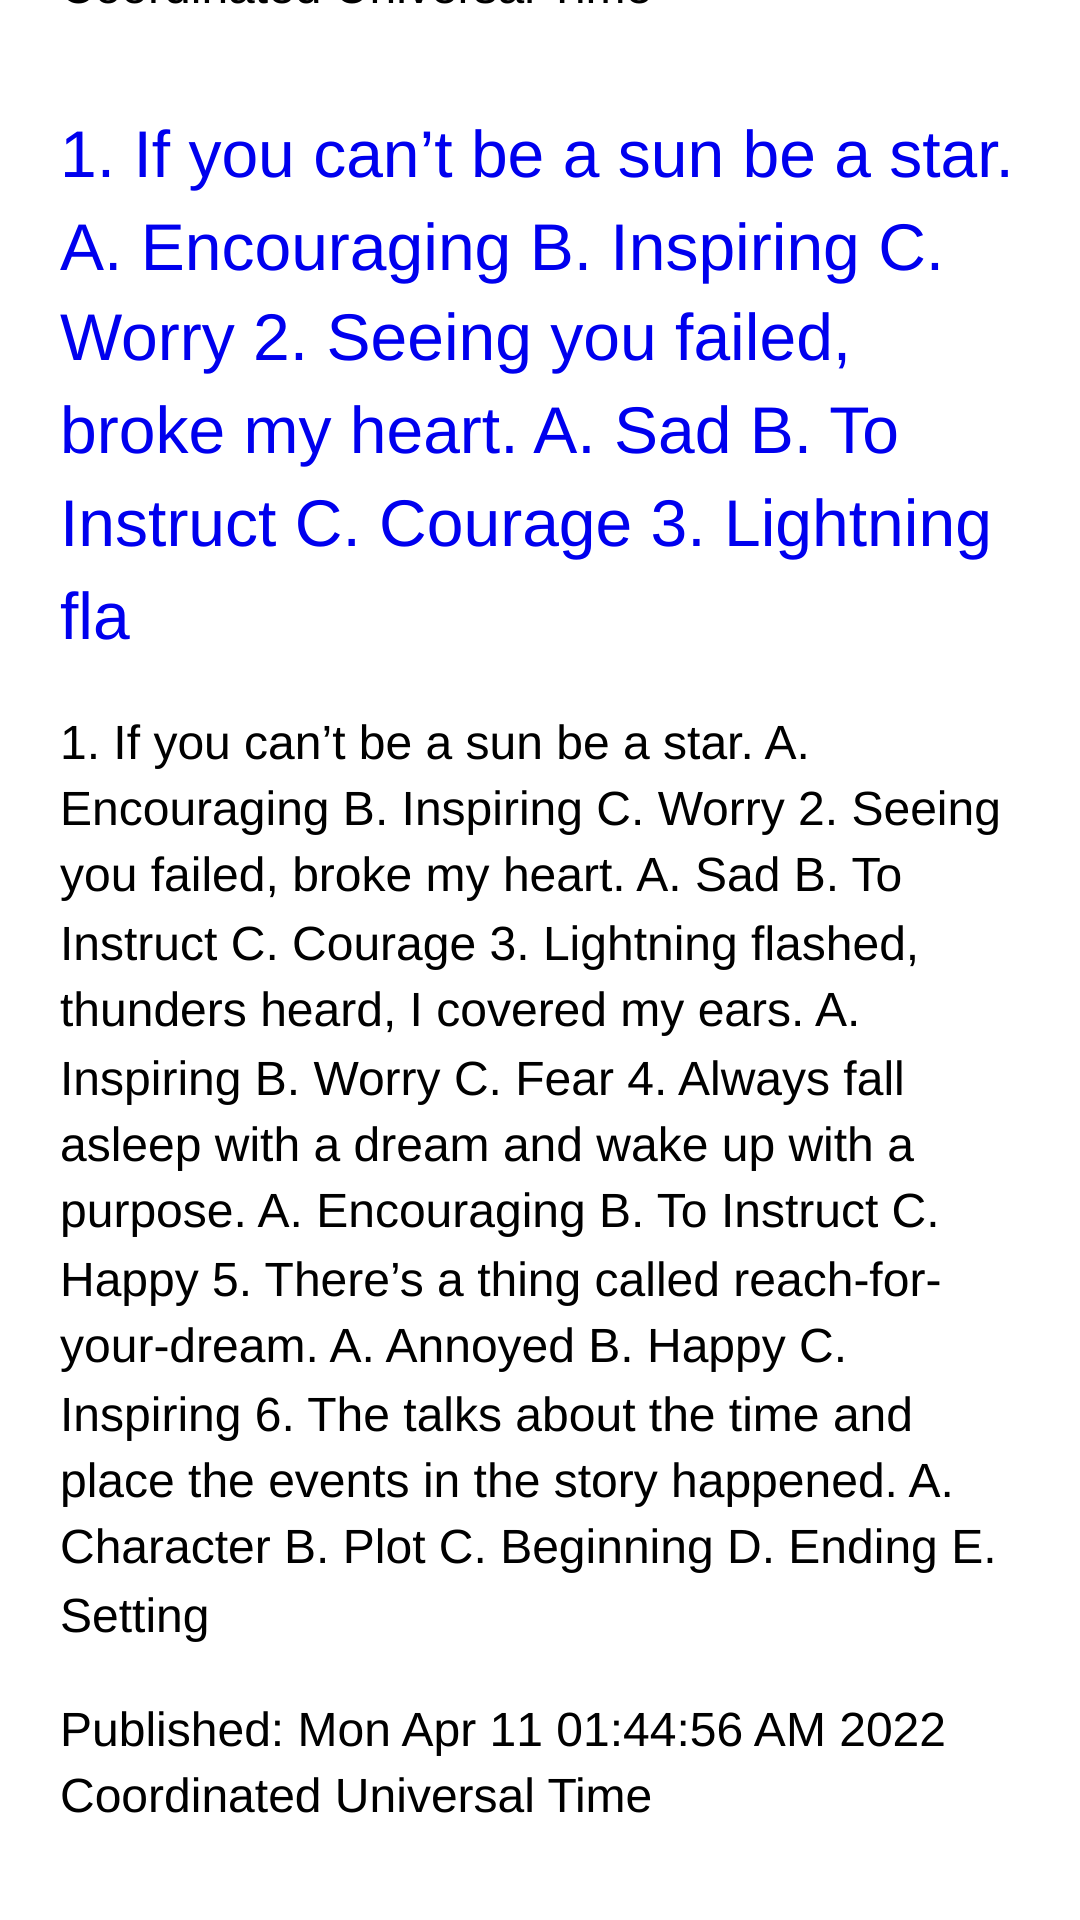 Coordinated Universal Time
1. If you can’t be a sun be a star.
A. Encouraging B. Inspiring C.
Worry 2. Seeing you failed,
broke my heart. A. Sad B. To
Instruct C. Courage 3. Lightning
fla
1. If you can’t be a sun be a star. A.
Encouraging B. Inspiring C. Worry 2. Seeing
you failed, broke my heart. A. Sad B. To
Instruct C. Courage 3. Lightning flashed,
thunders heard, I covered my ears. A.
Inspiring B. Worry C. Fear 4. Always fall
asleep with a dream and wake up with a
purpose. A. Encouraging B. To Instruct C.
Happy 5. There’s a thing called reach-for-
your-dream. A. Annoyed B. Happy C.
Inspiring 6. The talks about the time and
place the events in the story happened. A.
Character B. Plot C. Beginning D. Ending E.
Setting
Published: Mon Apr 11 01:44:56 AM 2022
Coordinated Universal Time